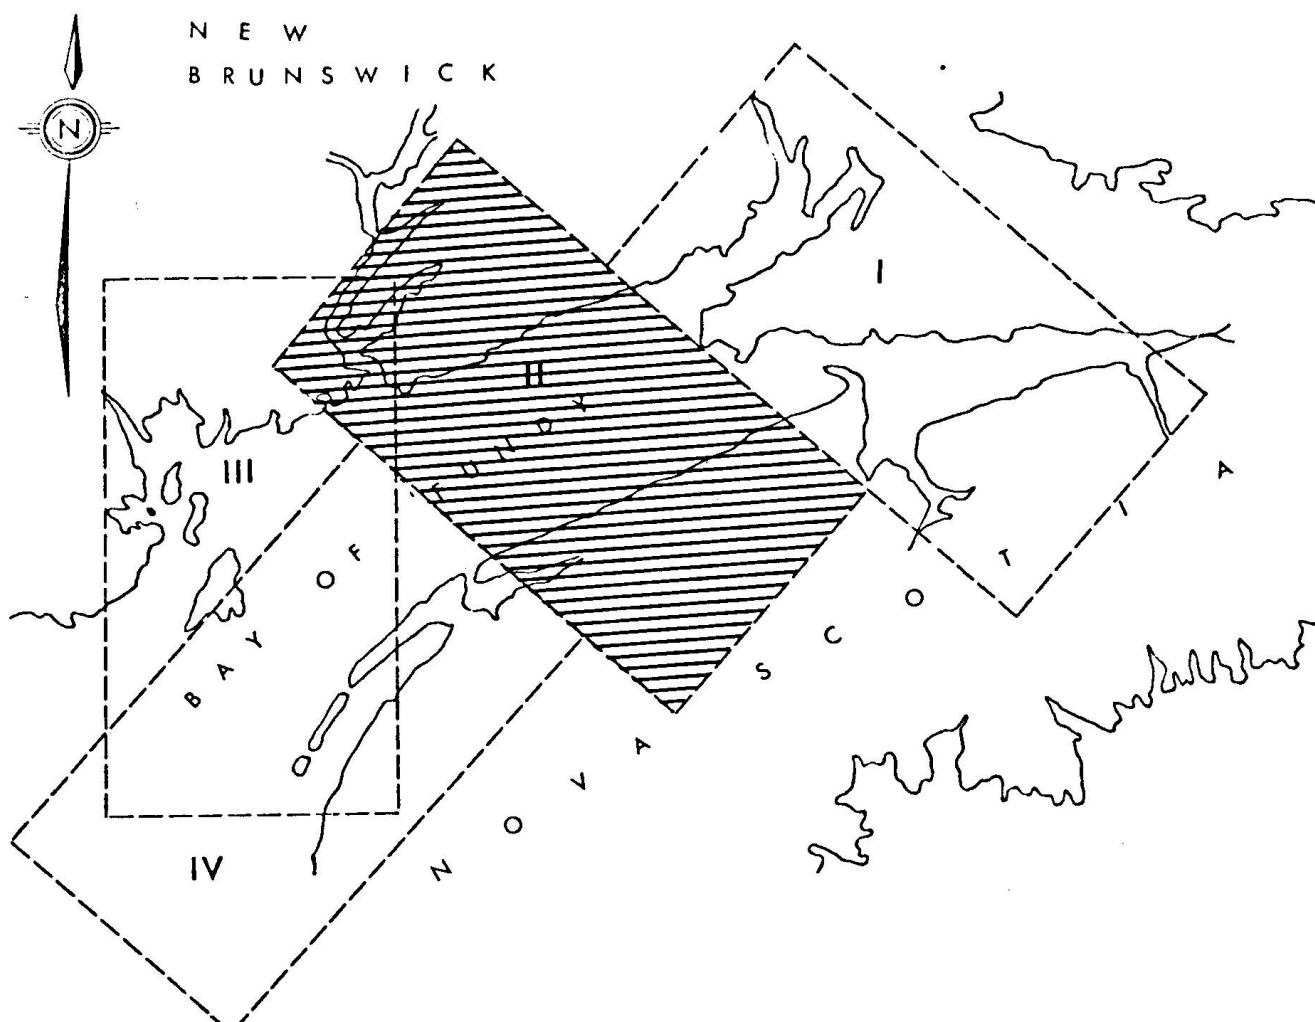 NEW
BRUNSWICK
N
I
II
III
IV
BAY OF FUNDY
NOVA SCOTIA